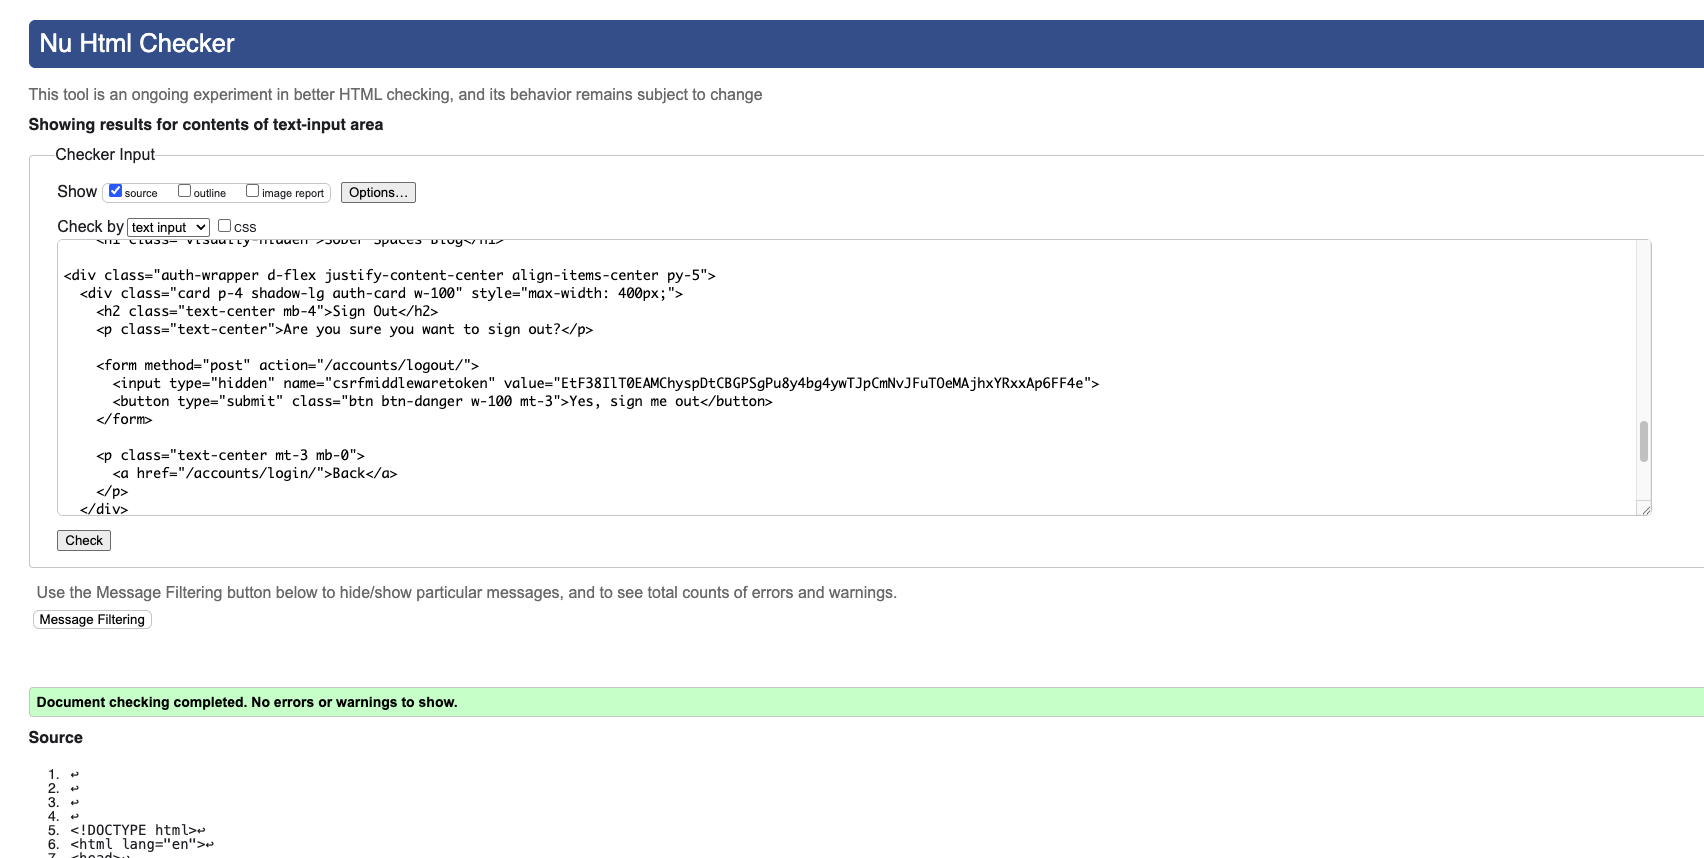 Nu Html Checker
This tool is an ongoing experiment in better HTML checking, and its behavior remains subject to change
Showing results for contents of text-input area
Checker Input
Show source outline image report Options...
Check by text input css
<h1 class="visually-hidden">Sober Spaces Blog</h1>
<div class="auth-wrapper d-flex justify-content-center align-items-center py-5">
<div class="card p-4 shadow-lg auth-card w-100" style="max-width: 400px;">
<h2 class="text-center mb-4">Sign Out</h2>
<p class="text-center">Are you sure you want to sign out?</p>
<form method="post" action="/accounts/logout/">
<input type="hidden" name="csrfmiddlewaretoken" value="EtF38IlT0EAMChyspDtCBGPSgPu8y4bg4ywTJpCmNvJFuTOeMAjhxYRxxAp6FF4e">
<button type="submit" class="btn btn-danger w-100 mt-3">Yes, sign me out</button>
</form>
<p class="text-center mt-3 mb-0">
<a href="/accounts/login/">Back</a>
</p>
</div>
Check
Use the Message Filtering button below to hide/show particular messages, and to see total counts of errors and warnings.
Message Filtering
Document checking completed. No errors or warnings to show.
Source
1. ↩
2. ↩
3. ↩
4. ↩
5. <!DOCTYPE html>↩
6. <html lang="en">↩
7. <head>↩